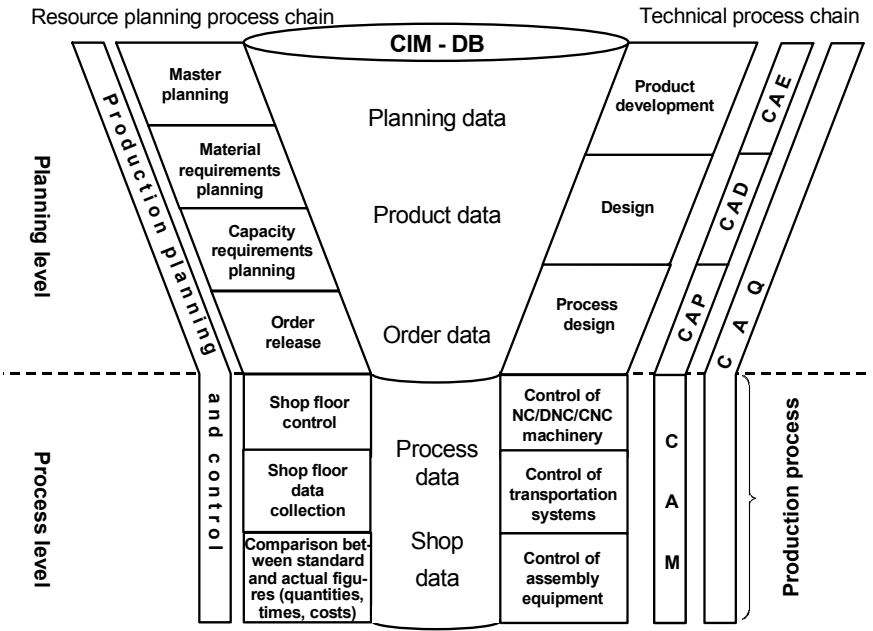 Resource planning process chain
Technical process chain
CIM - DB
Production planning
and control
Planning level
Process level
Master
planning
Material
requirements
planning
Capacity
requirements
planning
Order
release
Shop floor
control
Shop floor
data
collection
Comparison bet-
ween standard
and actual figu-
res (quantities,
times, costs)
Planning data
Product data
Order data
Process
data
Shop
data
Product
development
Design
Process
design
Control of
NC/DNC/CNC
machinery
Control of
transportation
systems
Control of
assembly
equipment
CAE
CAD
CAP
CAM
CAQ
Production process